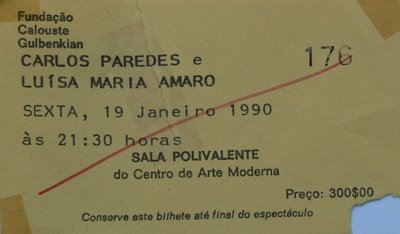 Fundação
Calouste
Gulbenkian
CARLOS PAREDES e 176
LUÍSA MARIA AMARO
SEXTA, 19 Janeiro 1990
às 21:30 horas
SALA POLIVALENTE
do Centro de Arte Moderna
Preço: 300$00
Conserve este bilhete até final do espectáculo